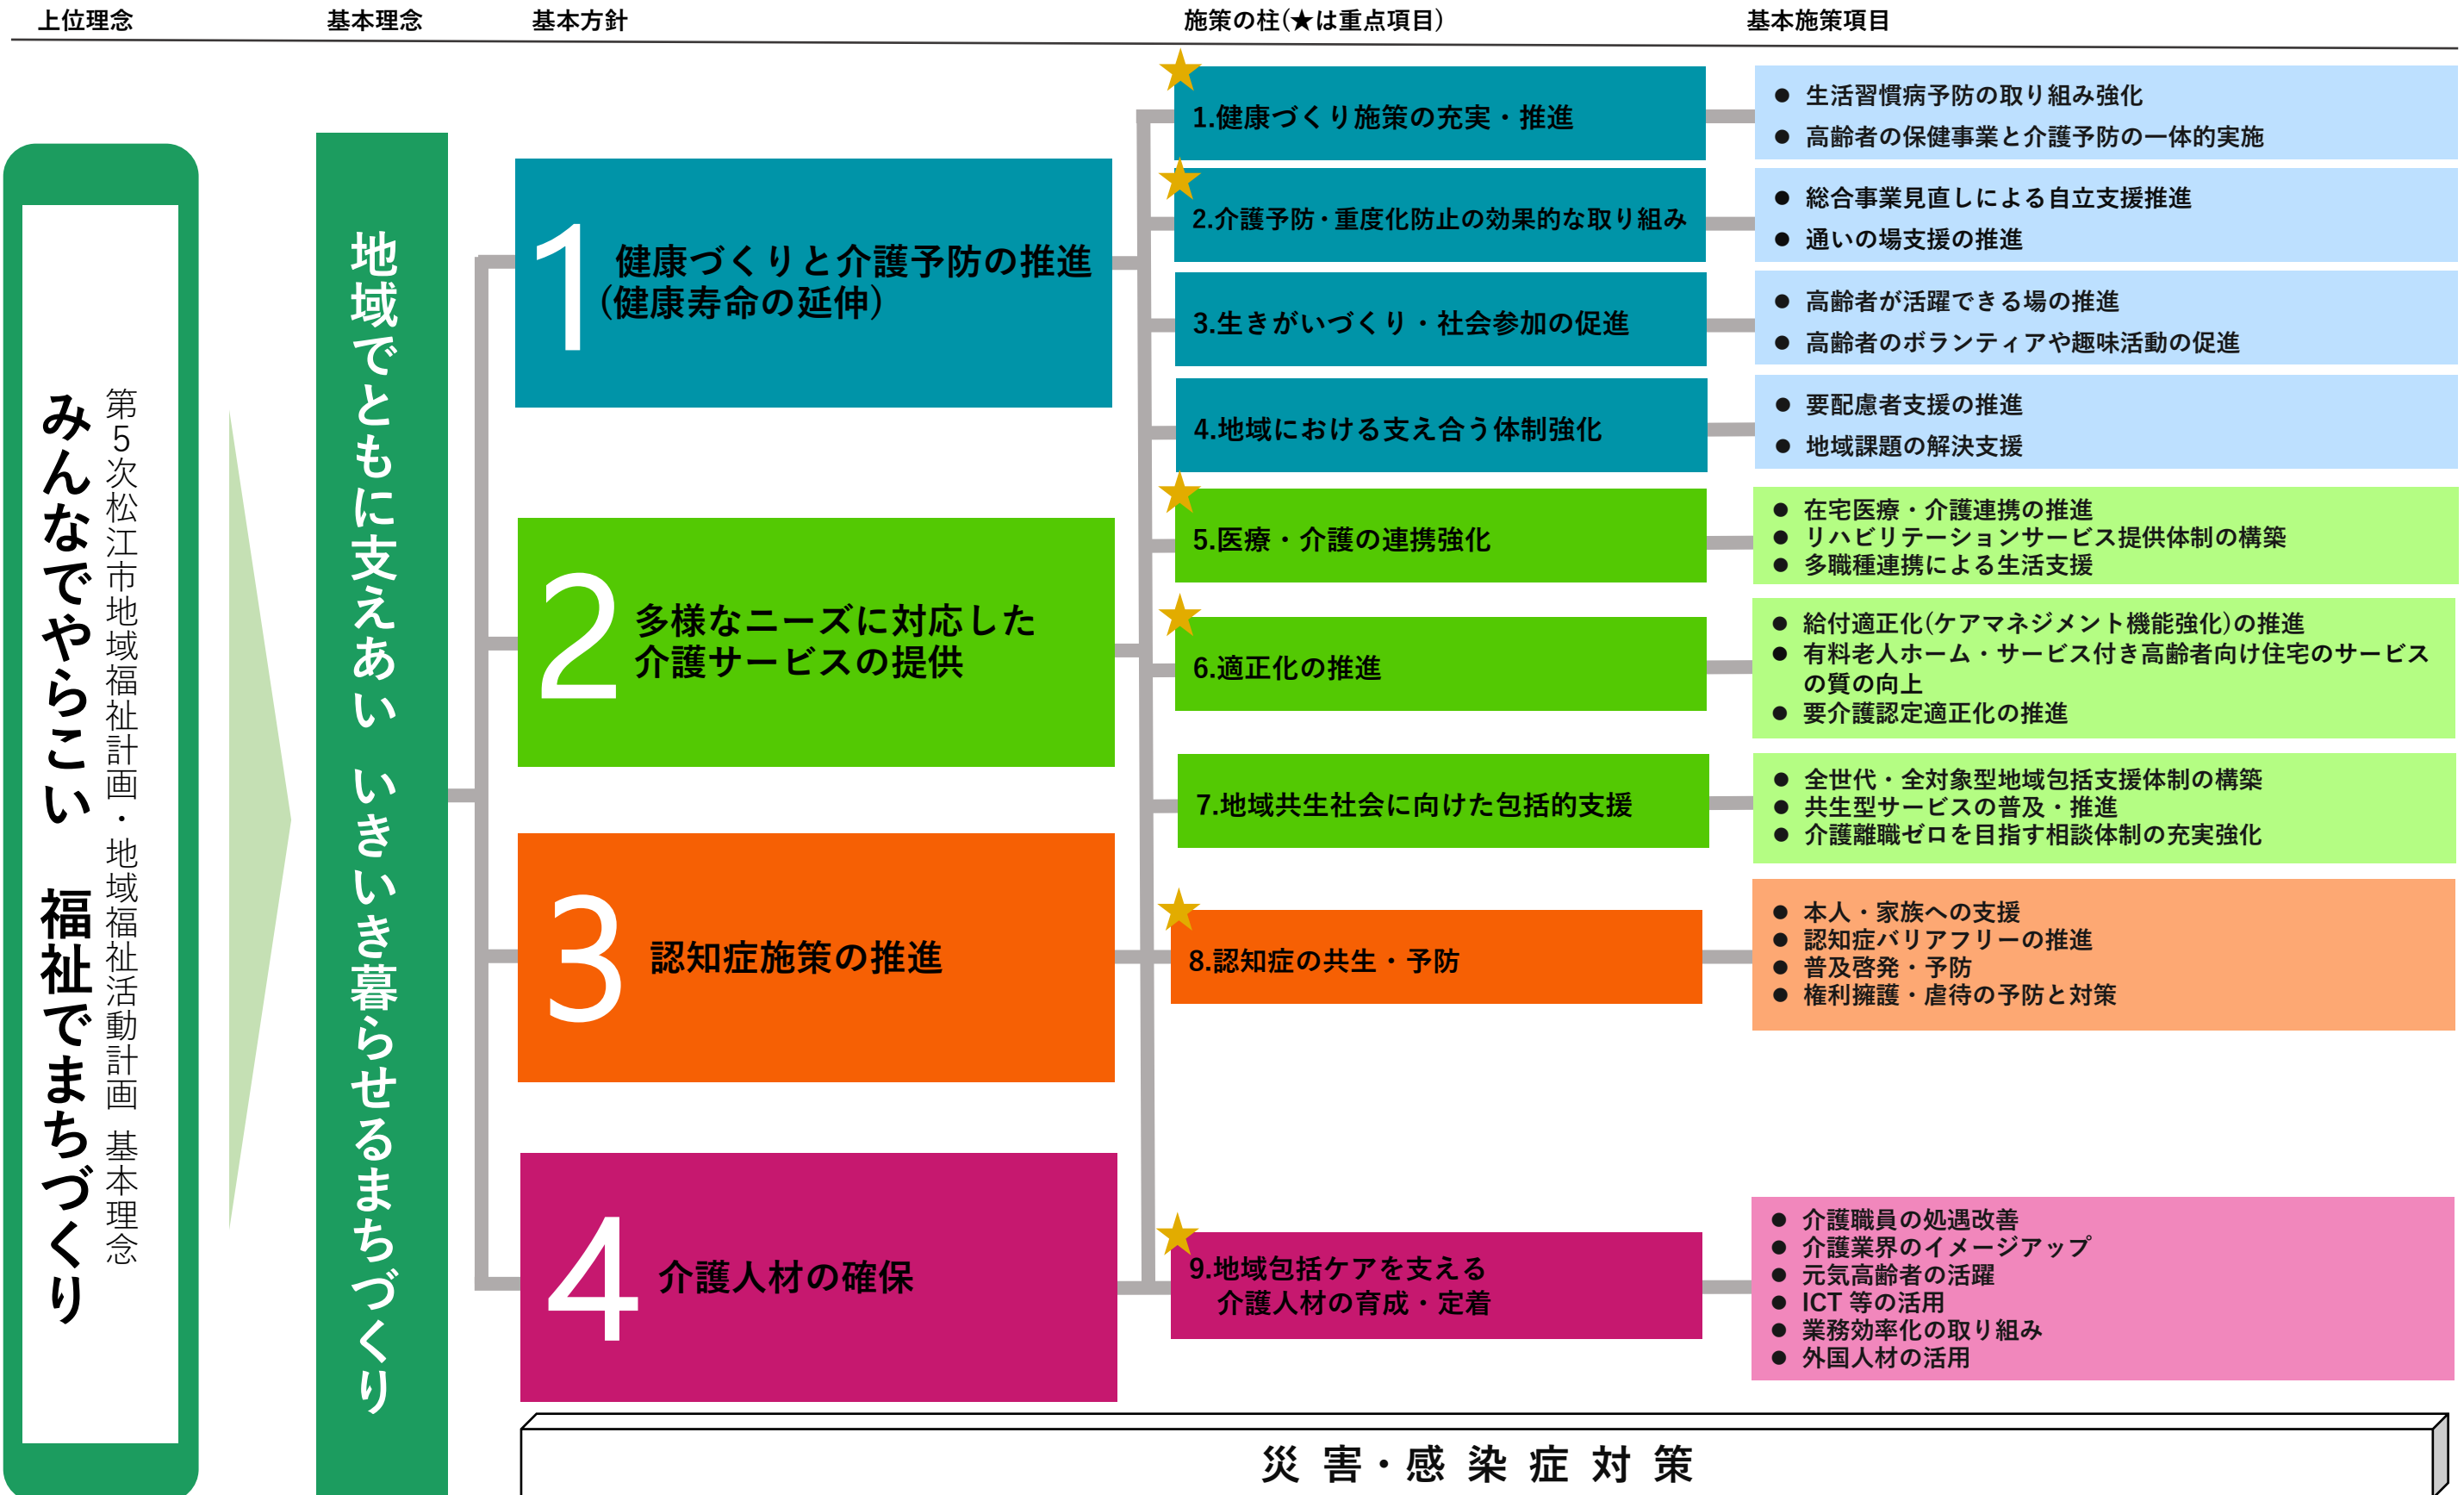 上位理念
基本理念
基本方針
施策の柱(★は重点項目)
基本施策項目
第5次松江市地域福祉計画・地域福祉活動計画 基本理念
みんなでやらこい 福祉でまちづくり
地域でともに支えあい いきいき暮らせるまちづくり
1 健康づくりと介護予防の推進
(健康寿命の延伸)
1.健康づくり施策の充実・推進
● 生活習慣病予防の取り組み強化
● 高齢者の保健事業と介護予防の一体的実施
2.介護予防・重度化防止の効果的な取り組み
● 総合事業見直しによる自立支援推進
● 通いの場支援の推進
3.生きがいづくり・社会参加の促進
● 高齢者が活躍できる場の推進
● 高齢者のボランティアや趣味活動の促進
4.地域における支え合う体制強化
● 要配慮者支援の推進
● 地域課題の解決支援
2 多様なニーズに対応した
介護サービスの提供
5.医療・介護の連携強化
● 在宅医療・介護連携の推進
● リハビリテーションサービス提供体制の構築
● 多職種連携による生活支援
6.適正化の推進
● 給付適正化(ケアマネジメント機能強化)の推進
● 有料老人ホーム・サービス付き高齢者向け住宅のサービス
の質の向上
● 要介護認定適正化の推進
7.地域共生社会に向けた包括的支援
● 全世代・全対象型地域包括支援体制の構築
● 共生型サービスの普及・推進
● 介護離職ゼロを目指す相談体制の充実強化
3 認知症施策の推進
8.認知症の共生・予防
● 本人・家族への支援
● 認知症バリアフリーの推進
● 普及啓発・予防
● 権利擁護・虐待の予防と対策
4 介護人材の確保
9.地域包括ケアを支える
介護人材の育成・定着
● 介護職員の処遇改善
● 介護業界のイメージアップ
● 元気高齢者の活躍
● ICT 等の活用
● 業務効率化の取り組み
● 外国人材の活用
災害・感染症対策